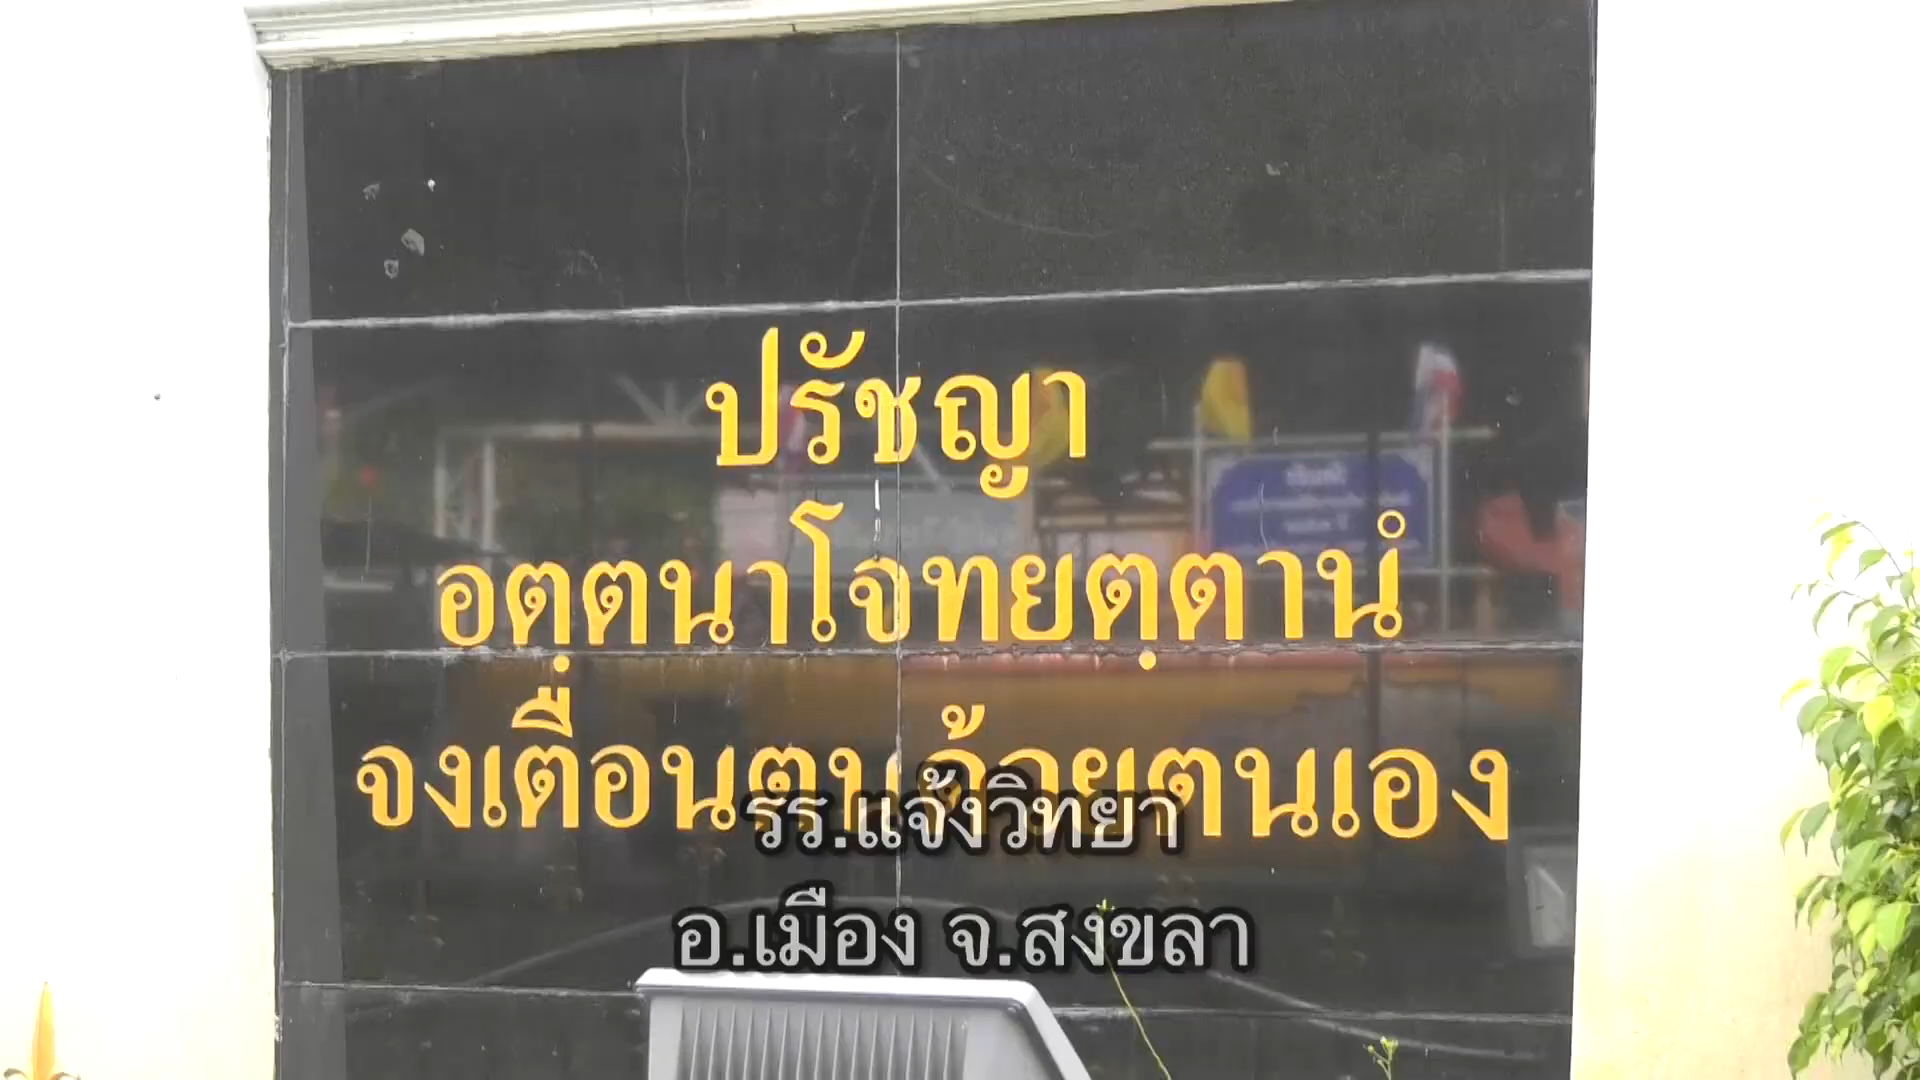 ปรัชญา
อตฺตนาโจทยตฺตานํ
จงเตือนตนด้วยตนเอง
รร.แจ้งวิทยา
อ.เมือง จ.สงขลา